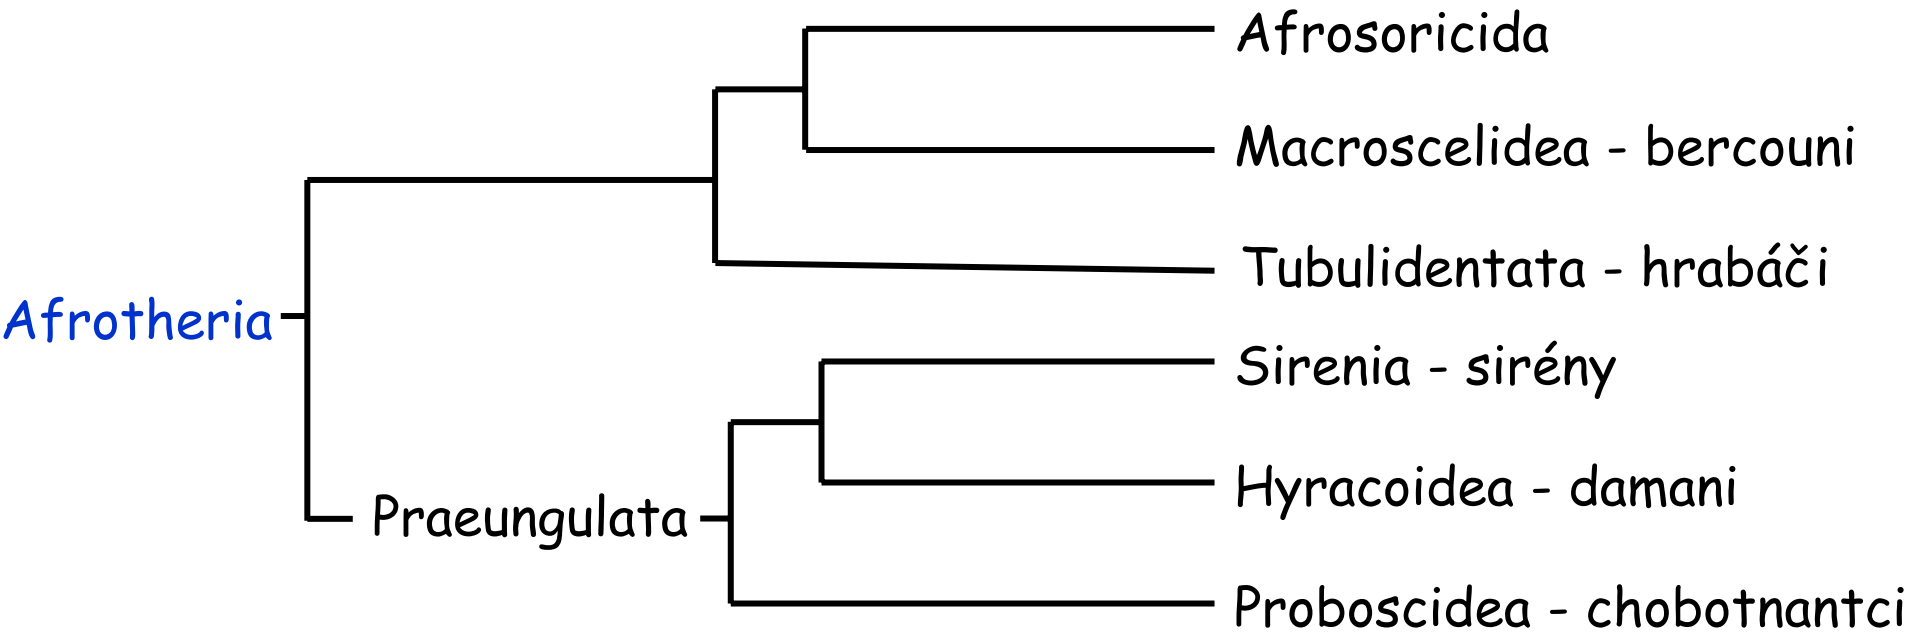 Afrosoricida
Macroscelidea - bercouni
Tubulidentata - hrabáči
Afrotheria
Sirenia - sirény
Hyracoidea - damani
Praeungulata
Proboscidea - chobotnantci